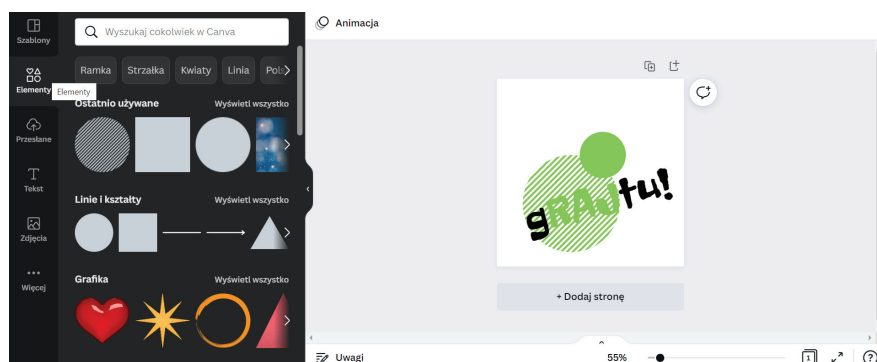 Szablony
Elementy
Przesłane
Tekst
Zdjęcia
Więcej
Wyszukaj cokolwiek w Canva
Ramka Strzałka Kwiaty Linia Pols
Elementy
Ostatnio używane Wyświetl wszystko
Linie i kształty Wyświetl wszystko
Grafika Wyświetl wszystko
Animacja
gRAJtu!
+ Dodaj stronę
Uwagi 55% 1 ?